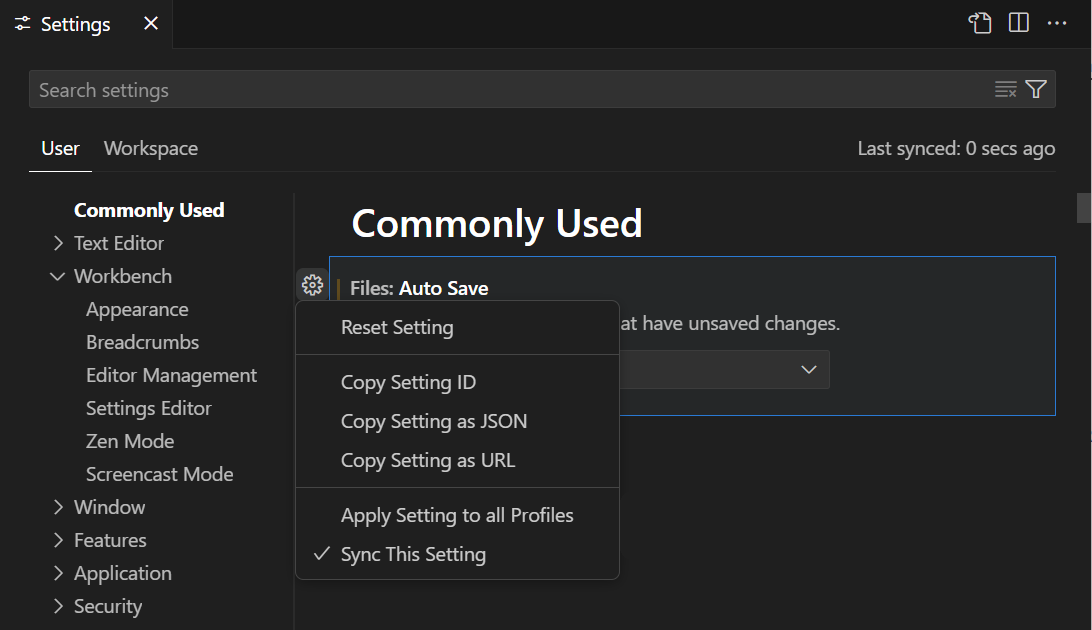 Settings
Search settings
User Workspace Last synced: 0 secs ago
Commonly Used
Text Editor
Workbench
Appearance
Breadcrumbs
Editor Management
Settings Editor
Zen Mode
Screencast Mode
Window
Features
Application
Security
Commonly Used
Files: Auto Save
have unsaved changes.
Reset Setting
Copy Setting ID
Copy Setting as JSON
Copy Setting as URL
Apply Setting to all Profiles
Sync This Setting